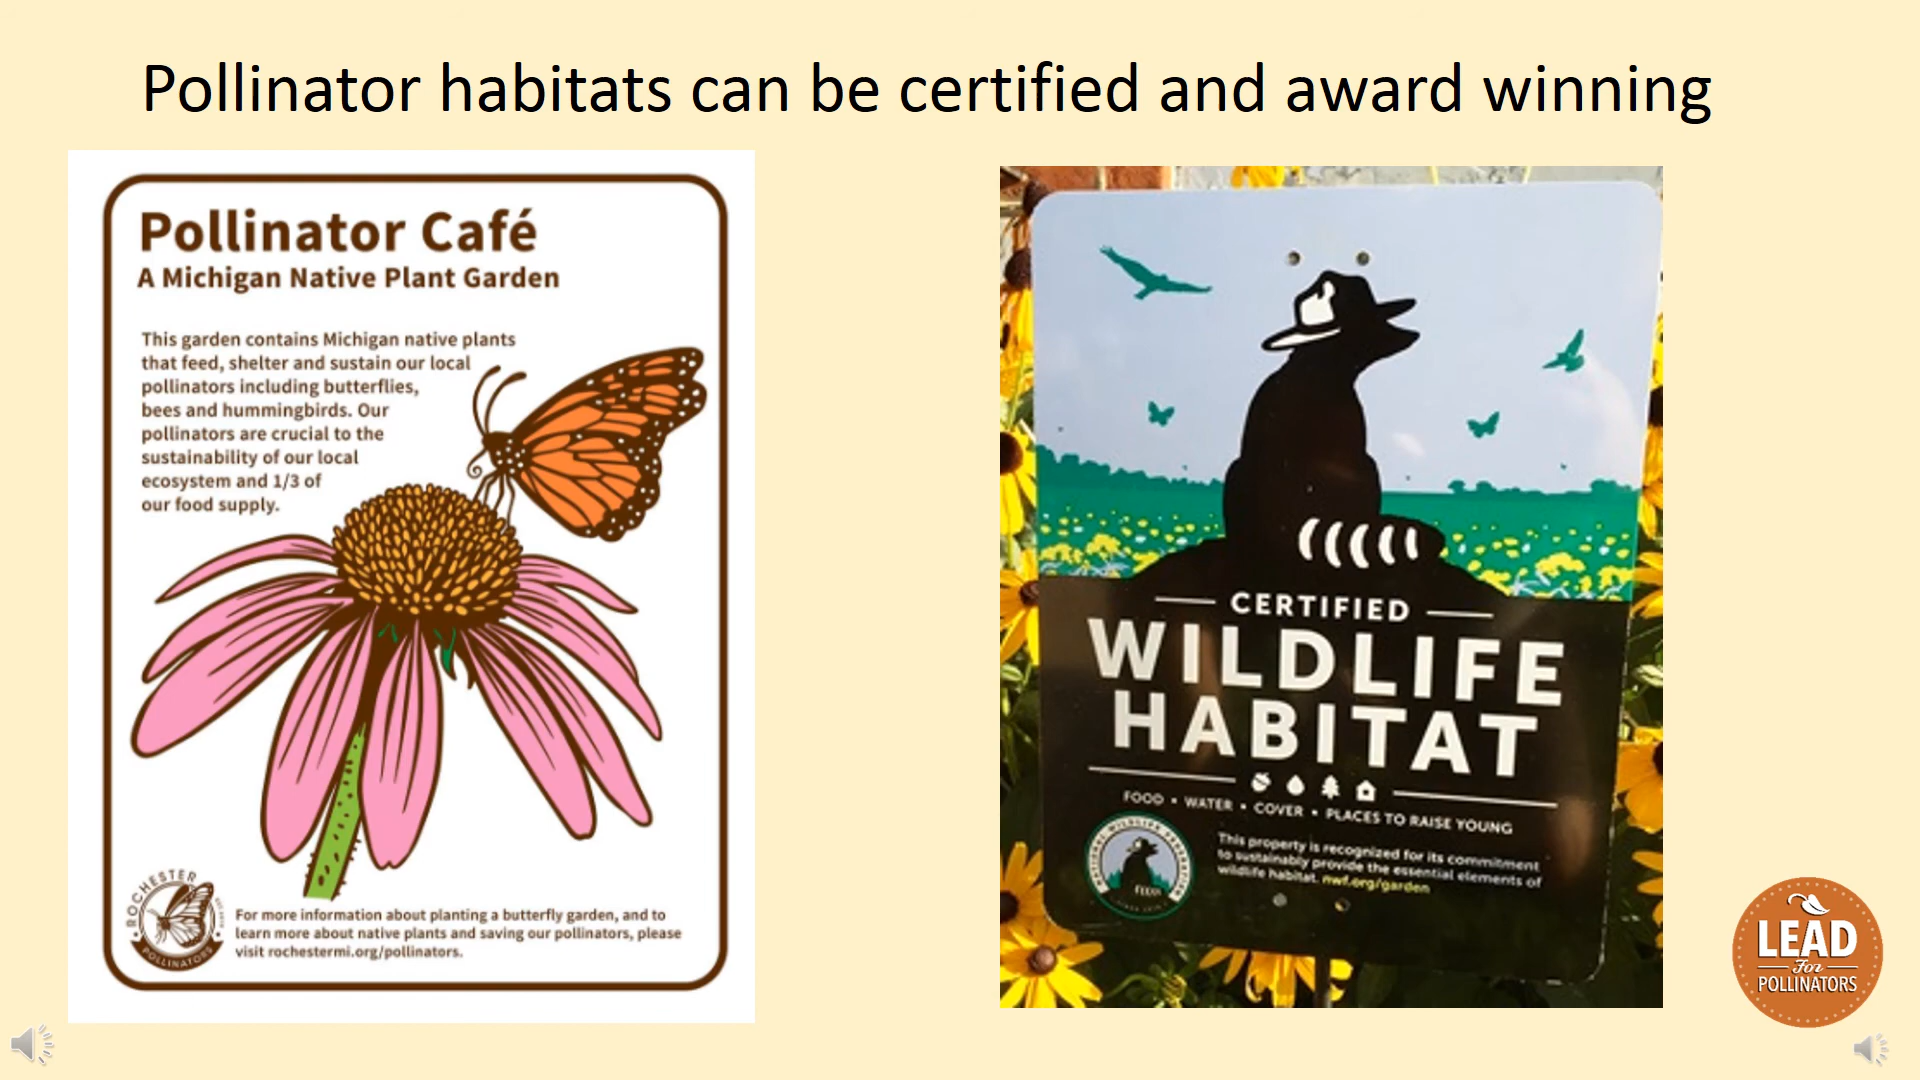 Pollinator habitats can be certified and award winning
Pollinator Café
A Michigan Native Plant Garden
This garden contains Michigan native plants
that feed, shelter and sustain our local
pollinators including butterflies,
bees and hummingbirds. Our
pollinators are crucial to the
sustainability of our local
ecosystem and 1/3 of
our food supply.
ROCHESTER
POLLINATORS
For more information about planting a butterfly garden, and to
learn more about native plants and saving our pollinators, please
visit rochestermi.org/pollinators.
CERTIFIED
WILDLIFE
HABITAT
FOOD • WATER • COVER • PLACES TO RAISE YOUNG
NATIONAL WILDLIFE FEDERATION
This property is recognized for its commitment
to sustainably provide the essential elements of
wildlife habitat. nwf.org/garden
LEAD
For
POLLINATORS